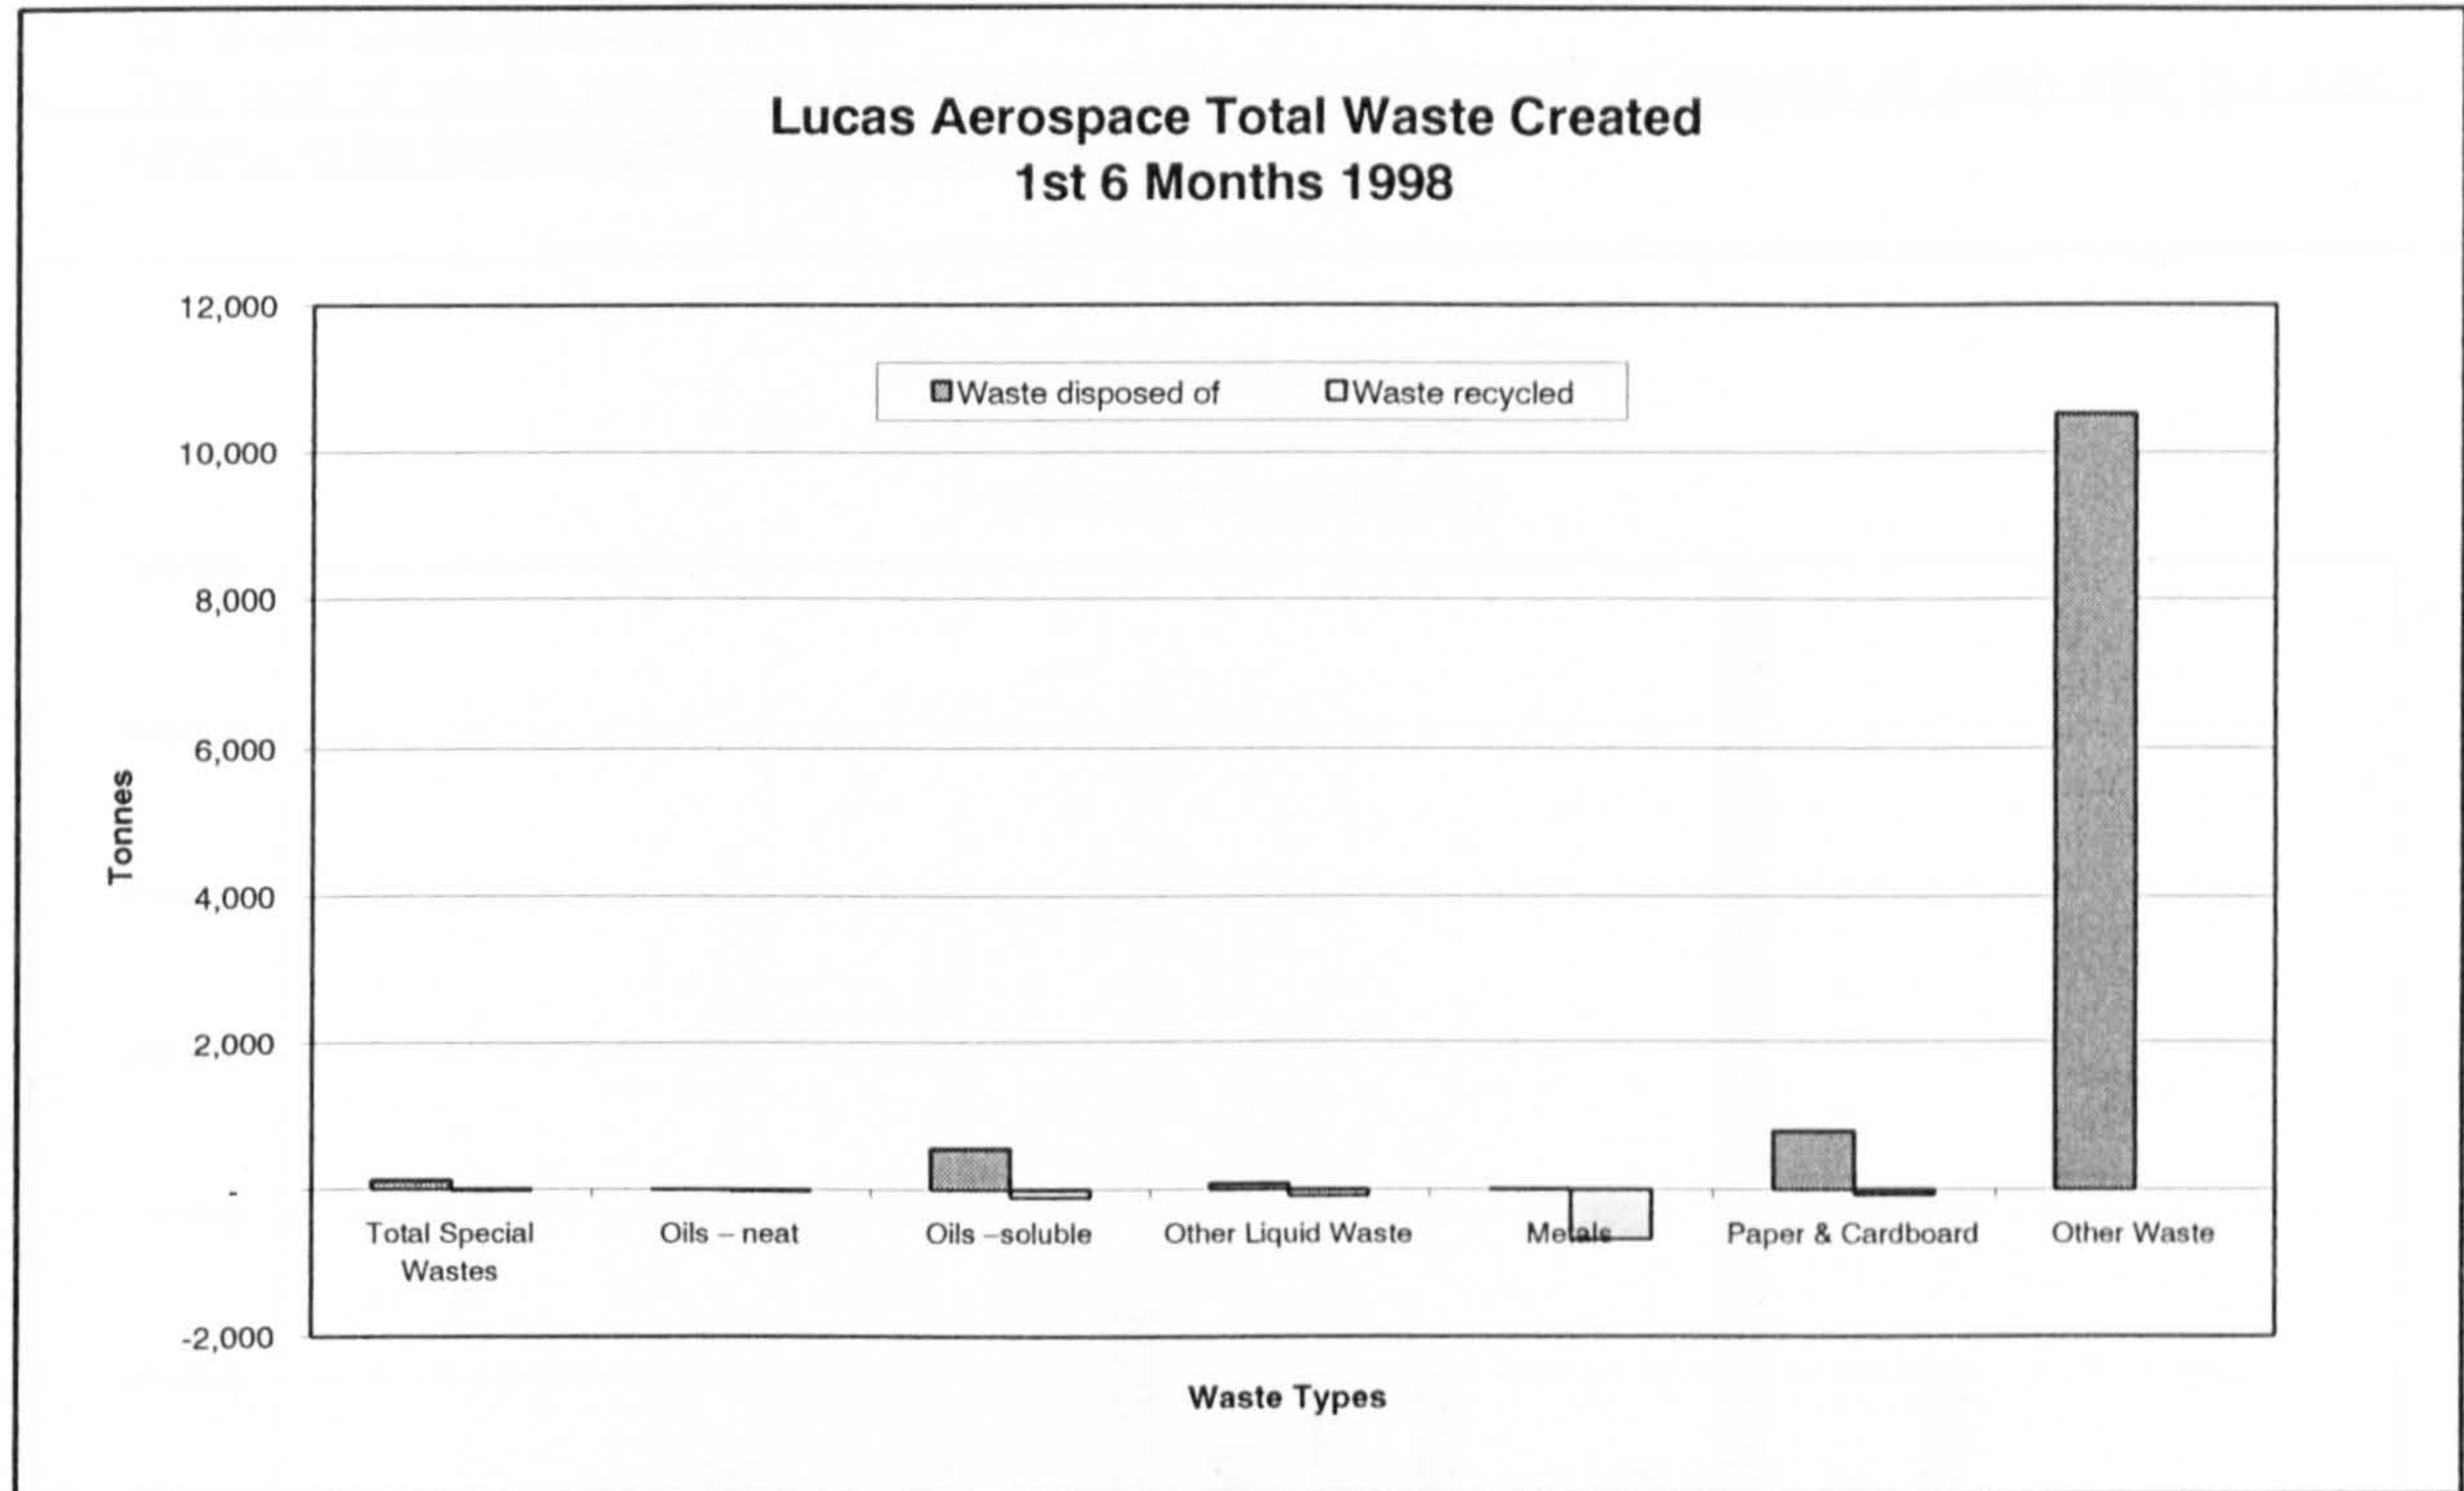 Lucas Aerospace Total Waste Created
1st 6 Months 1998
Waste disposed of
Waste recycled
12,000
10,000
8,000
6,000
4,000
2,000
-
-2,000
Tonnes
Total Special
Wastes
Oils – neat
Oils –soluble
Other Liquid Waste
Metals
Paper & Cardboard
Other Waste
Waste Types